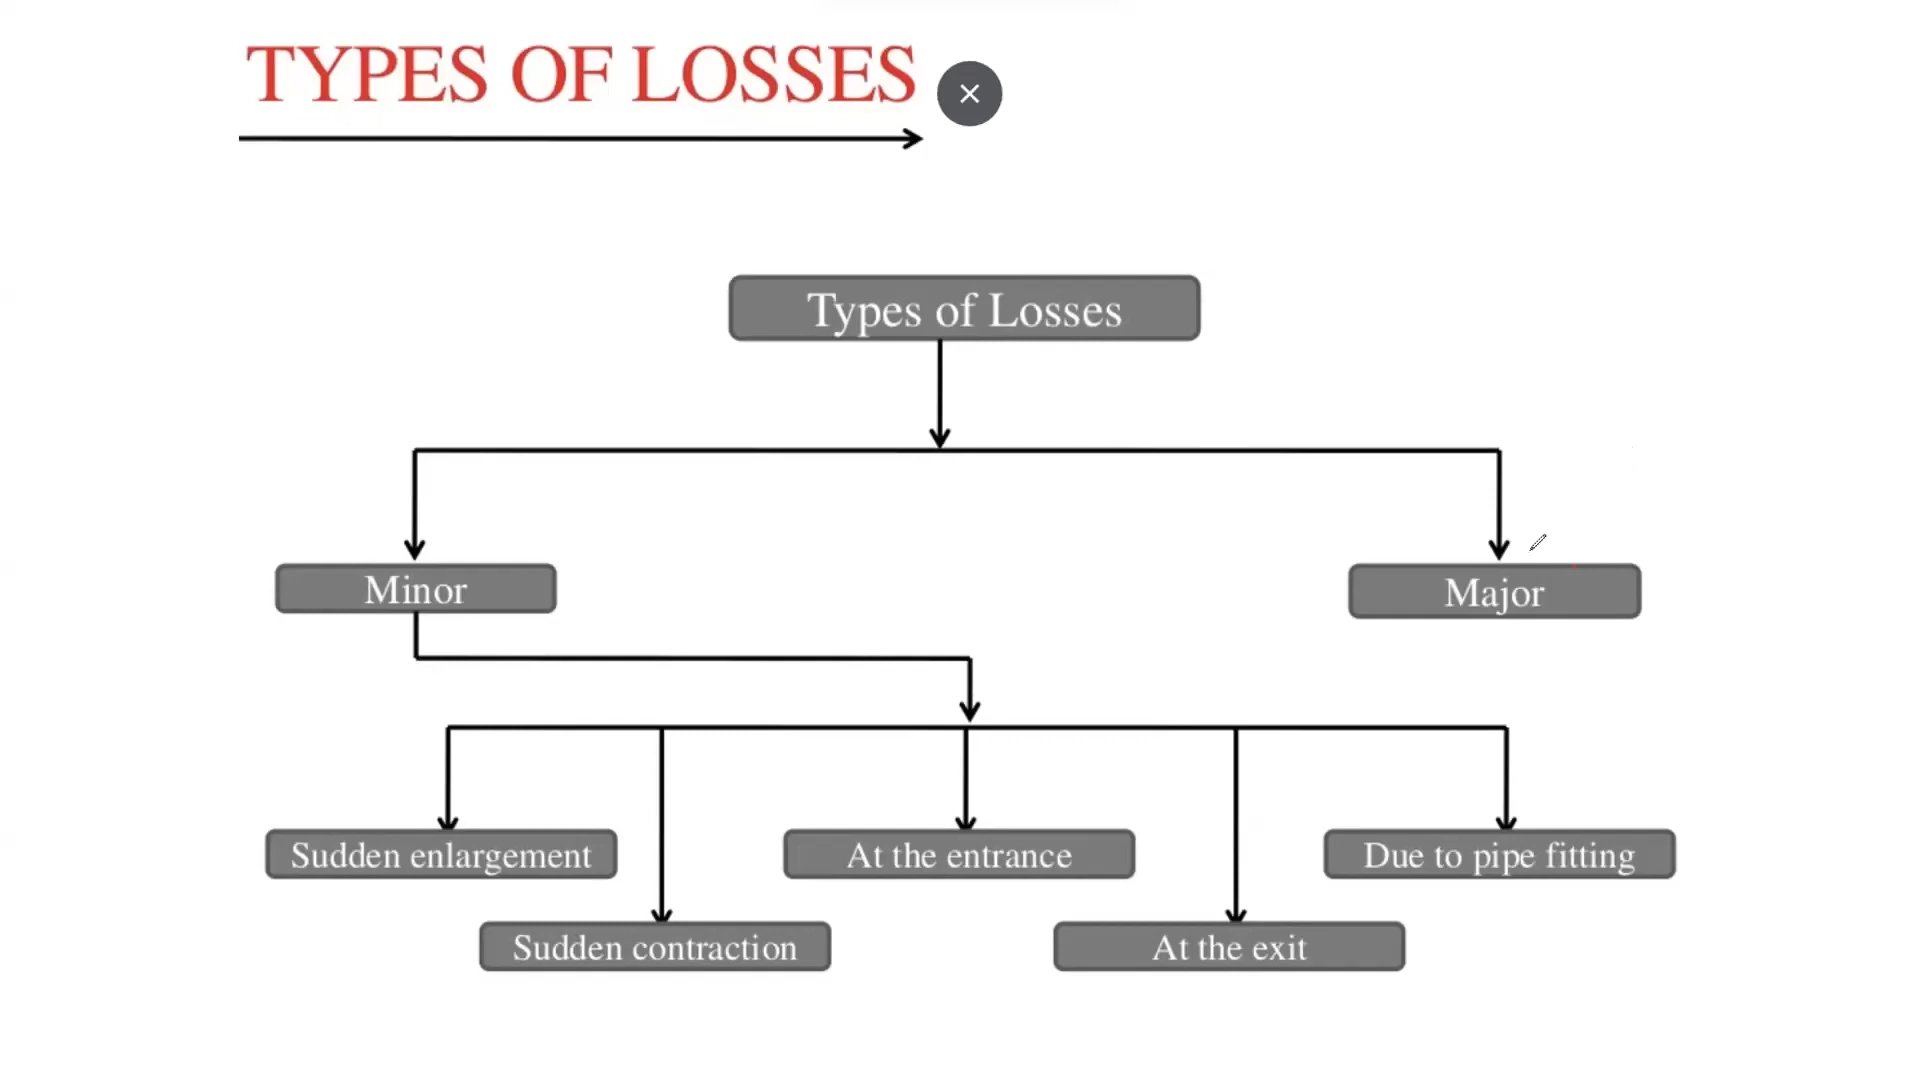 TYPES OF LOSSES
Types of Losses
Minor
Major
Sudden enlargement
At the entrance
Due to pipe fitting
Sudden contraction
At the exit